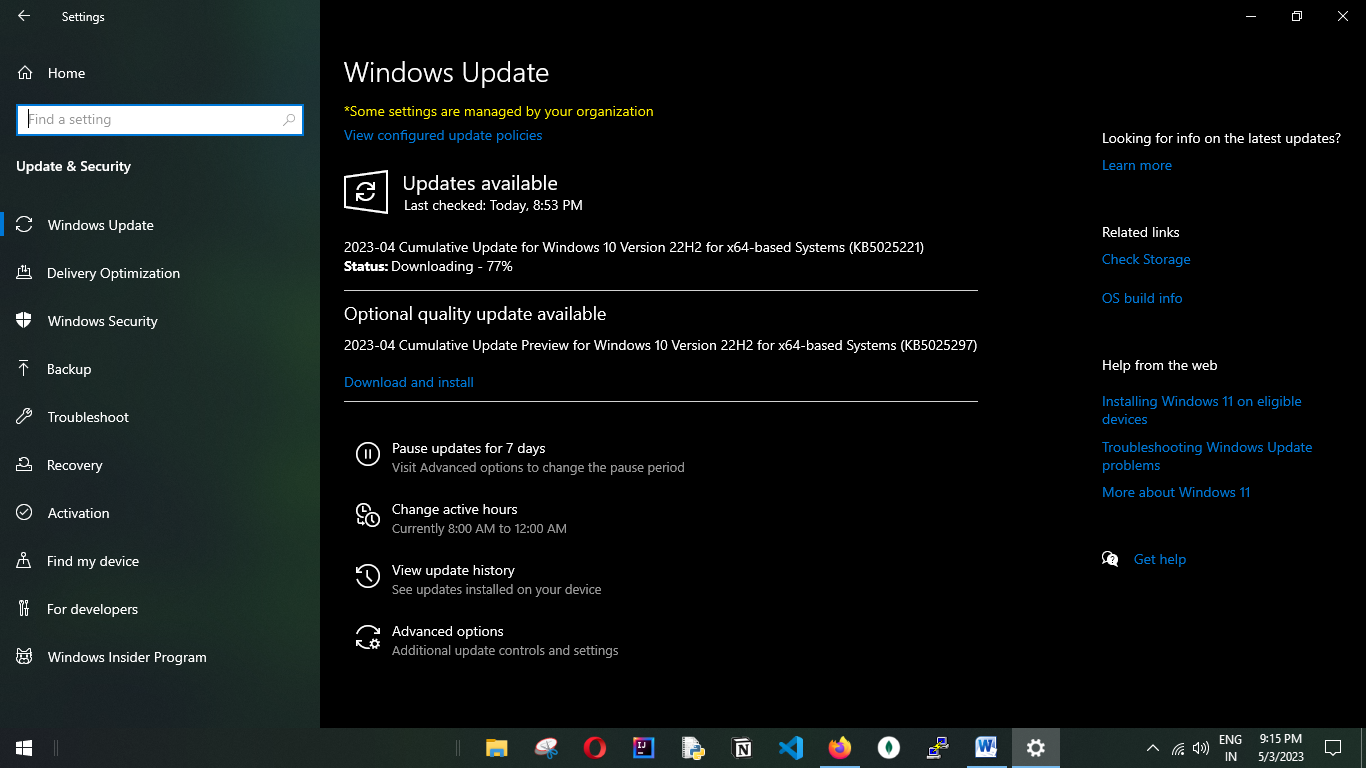 Settings
Home
Find a setting
Update & Security
Windows Update
Delivery Optimization
Windows Security
Backup
Troubleshoot
Recovery
Activation
Find my device
For developers
Windows Insider Program
Windows Update
*Some settings are managed by your organization
View configured update policies
Updates available
Last checked: Today, 8:53 PM
2023-04 Cumulative Update for Windows 10 Version 22H2 for x64-based Systems (KB5025221)
Status: Downloading - 77%
Optional quality update available
2023-04 Cumulative Update Preview for Windows 10 Version 22H2 for x64-based Systems (KB5025297)
Download and install
Pause updates for 7 days
Visit Advanced options to change the pause period
Change active hours
Currently 8:00 AM to 12:00 AM
View update history
See updates installed on your device
Advanced options
Additional update controls and settings
Looking for info on the latest updates?
Learn more
Related links
Check Storage
OS build info
Help from the web
Installing Windows 11 on eligible
devices
Troubleshooting Windows Update
problems
More about Windows 11
Get help
ENG
IN
9:15 PM
5/3/2023